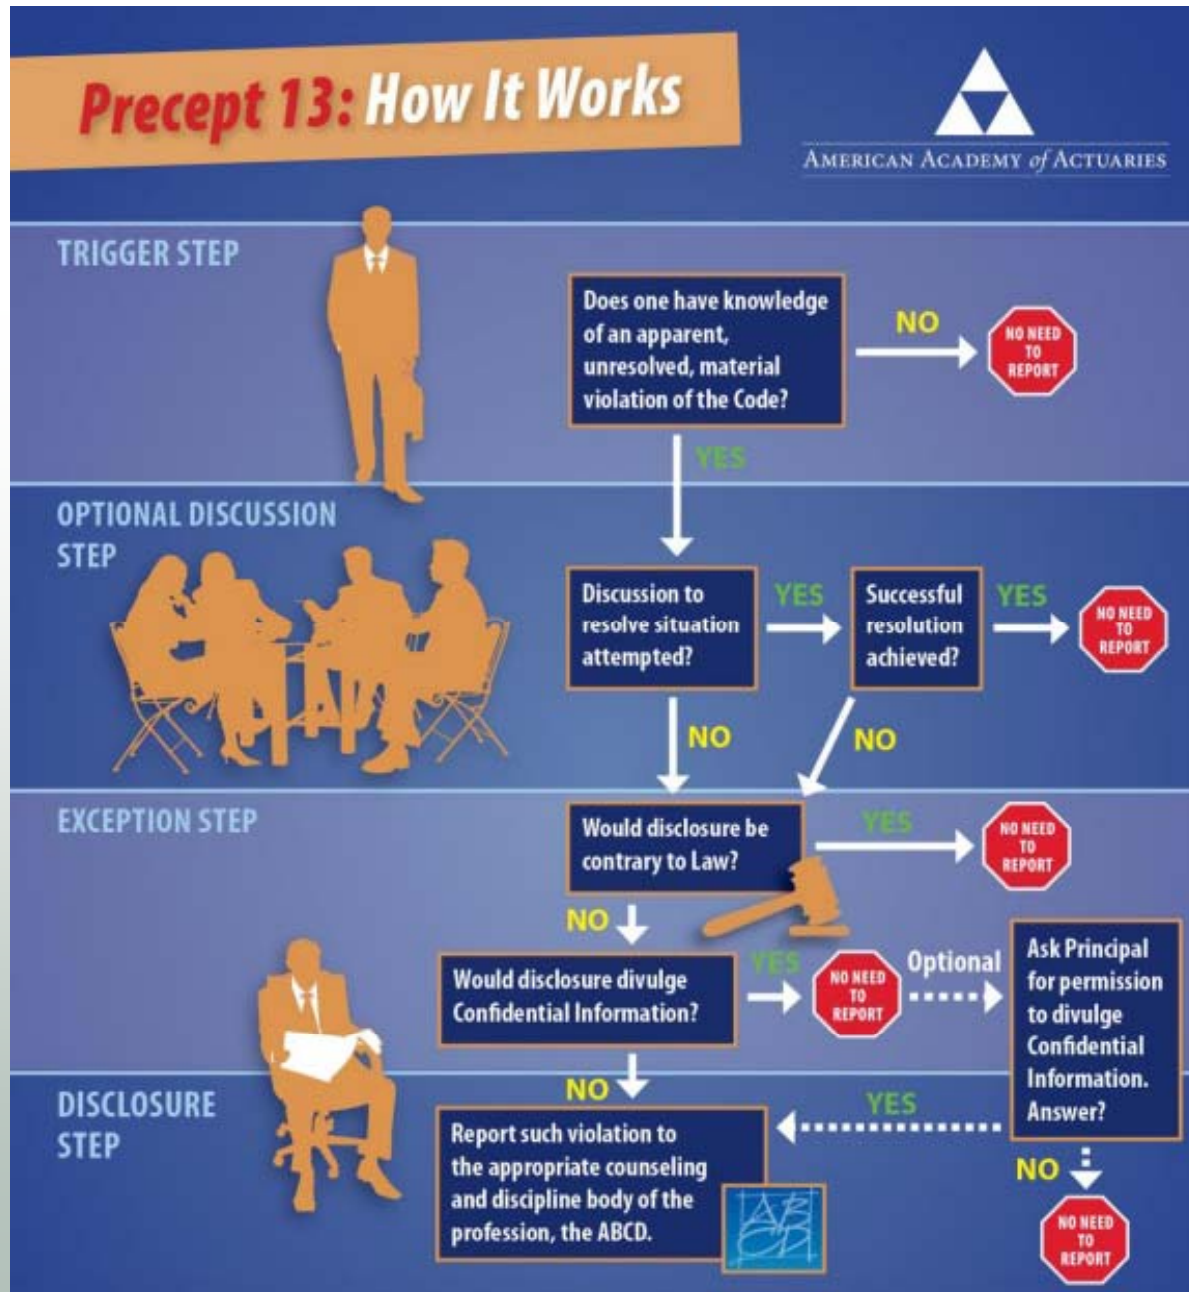 Precept 13: How It Works
AMERICAN ACADEMY of ACTUARIES
TRIGGER STEP
Does one have knowledge
of an apparent,
unresolved, material
violation of the Code?
NO
NO NEED
TO
REPORT
YES
OPTIONAL DISCUSSION
STEP
Discussion to
resolve situation
attempted?
YES
Successful
resolution
achieved?
YES
NO NEED
TO
REPORT
NO
NO
EXCEPTION STEP
Would disclosure be
contrary to Law?
YES
NO NEED
TO
REPORT
NO
Would disclosure divulge
Confidential Information?
YES
NO NEED
TO
REPORT
Optional
Ask Principal
for permission
to divulge
Confidential
Information.
Answer?
NO
YES
NO
NO NEED
TO
REPORT
DISCLOSURE
STEP
Report such violation to
the appropriate counseling
and discipline body of the
profession, the ABCD.
AB
CD